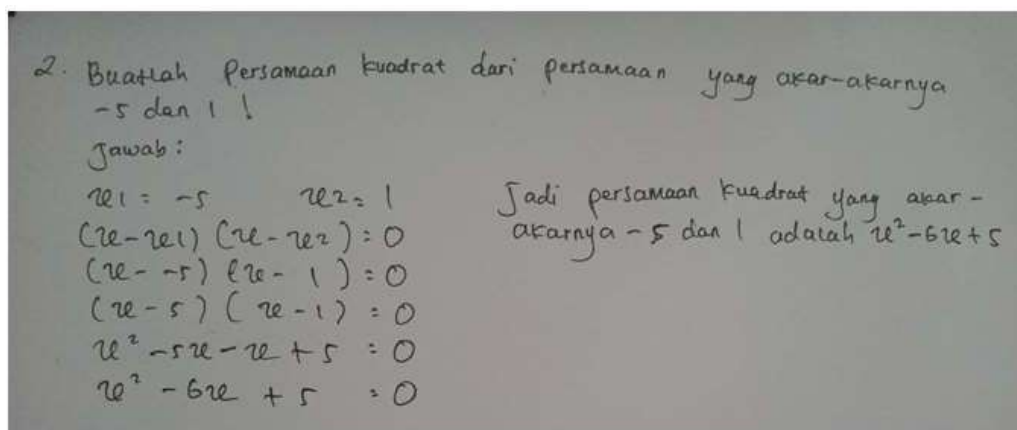 2. Buatlah Persamaan kuadrat dari persamaan yang akar-akarnya
-5 dan 1 !
Jawab :
x1 = -5 x2 = 1
(x-x1) (x-x2) = 0
(x- -5) (x- 1) = 0
(x-5) (x-1) = 0
x² -5x-x + 5 = 0
x² - 6x + 5 = 0
Jadi persamaan kuadrat yang akar-
akarnya -5 dan 1 adalah x²-6x+5